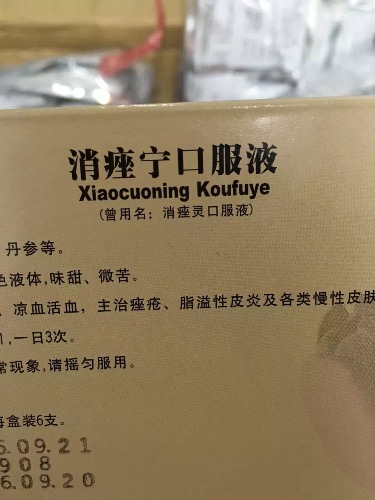 消痤宁口服液
Xiaocuoning Koufuye
(曾用名：消痤灵口服液)
丹参等。
色液体,味甜、微苦。
、凉血活血，主治痤疮、脂溢性皮炎及各类慢性皮肤
,一日3次。
常现象,请摇匀服用。
每盒装6支。
6.09.21
908
6.09.20